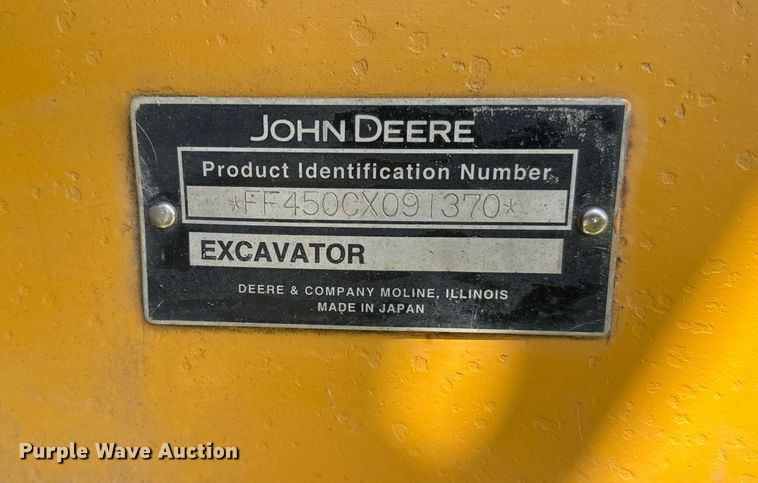 JOHN DEERE
Product Identification Number
*FF450CX091370*
EXCAVATOR
DEERE & COMPANY MOLINE, ILLINOIS
MADE IN JAPAN
Purple Wave Auction